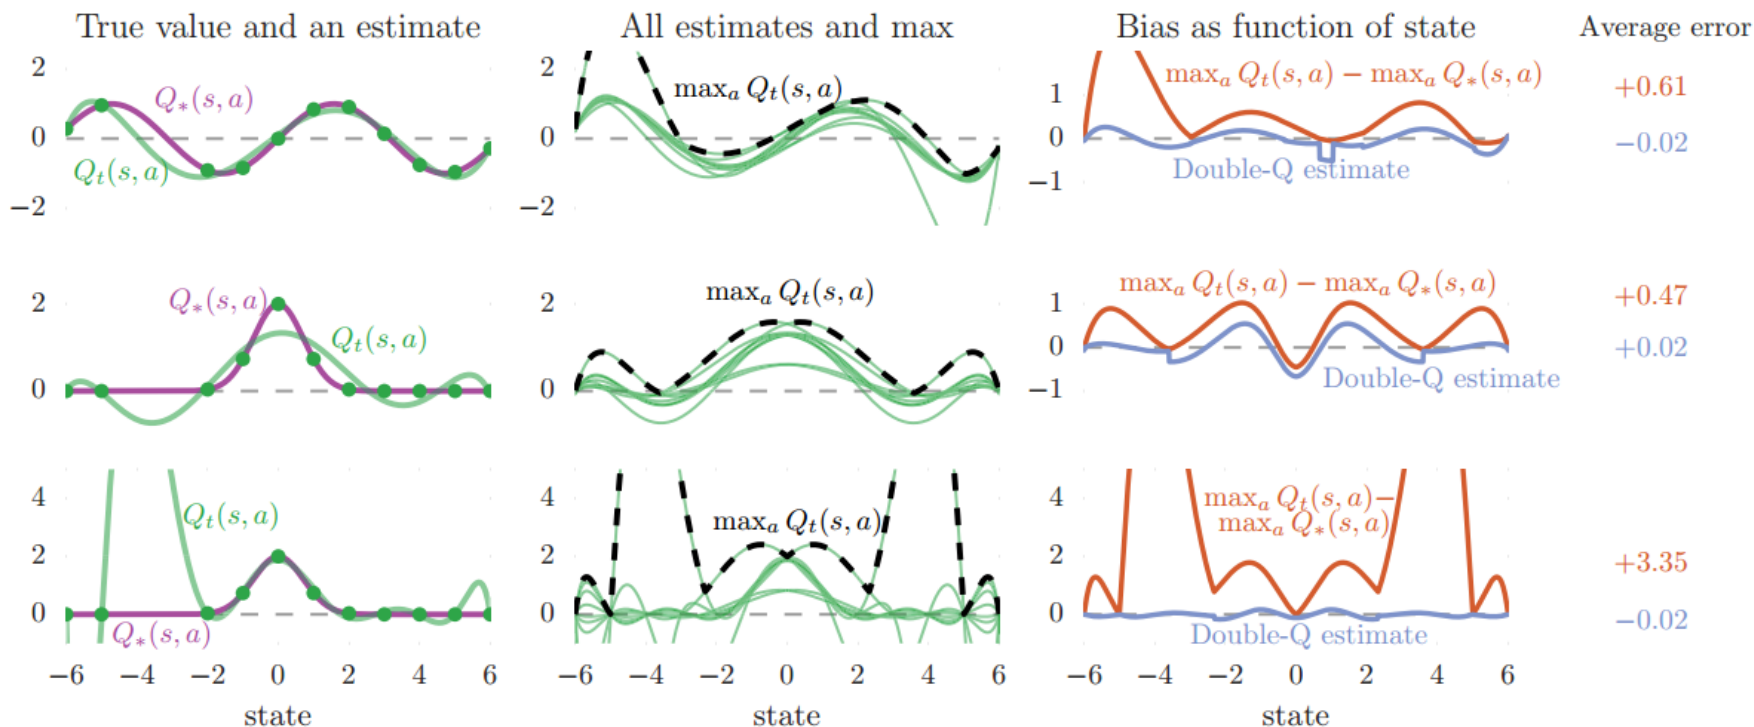 True value and an estimate
All estimates and max
Bias as function of state
Average error
2
0
−2
Q∗(s, a)
Qt(s, a)
2
0
−2
maxa Qt(s, a)
1
0
−1
maxa Qt(s, a) − maxa Q∗(s, a)
Double-Q estimate
+0.61
−0.02
2
0
Q∗(s, a)
Qt(s, a)
2
0
maxa Qt(s, a)
1
0
−1
maxa Qt(s, a) − maxa Q∗(s, a)
Double-Q estimate
+0.47
+0.02
4
2
0
Qt(s, a)
Q∗(s, a)
−6 −4 −2 0 2 4 6
state
4
2
0
maxa Qt(s, a)
−6 −4 −2 0 2 4 6
state
4
2
0
maxa Qt(s, a)−
maxa Q∗(s, a)
Double-Q estimate
−6 −4 −2 0 2 4 6
state
+3.35
−0.02